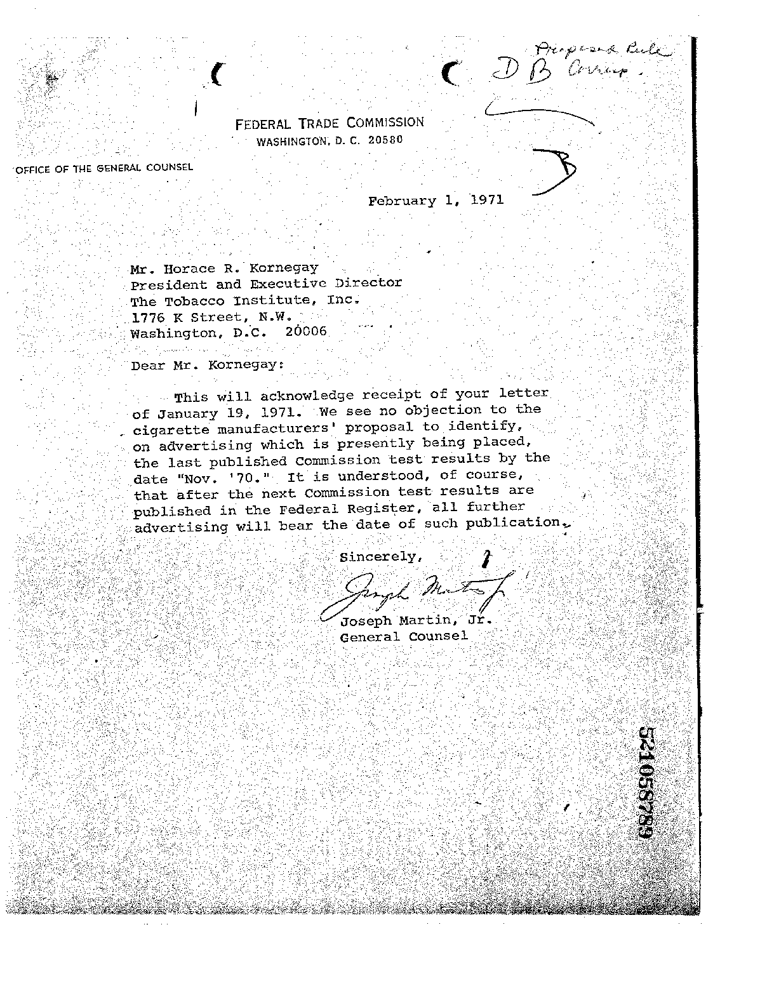 Proposed Rule
D B Corresp.
FEDERAL TRADE COMMISSION
WASHINGTON, D. C. 20580
B
OFFICE OF THE GENERAL COUNSEL
February 1, 1971
Mr. Horace R. Kornegay
President and Executive Director
The Tobacco Institute, Inc.
1776 K Street, N.W.
Washington, D.C. 20006
Dear Mr. Kornegay:
This will acknowledge receipt of your letter
of January 19, 1971. We see no objection to the
cigarette manufacturers' proposal to identify,
on advertising which is presently being placed,
the last published Commission test results by the
date "Nov. '70." It is understood, of course,
that after the next Commission test results are
published in the Federal Register, all further
advertising will bear the date of such publication.
Sincerely,
Joseph Martin Jr
Joseph Martin, Jr.
General Counsel
521058789